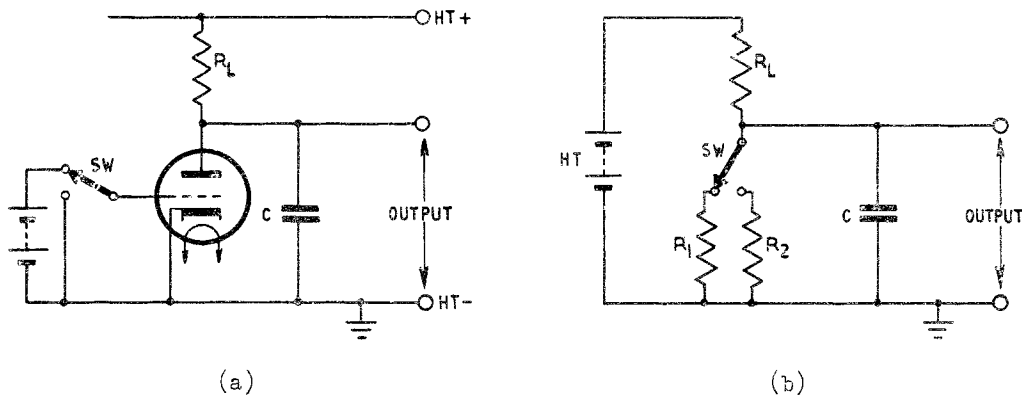 HT+
R_L
SW
C
OUTPUT
HT-
(a)
R_L
SW
HT
C
OUTPUT
R_1
R_2
(b)